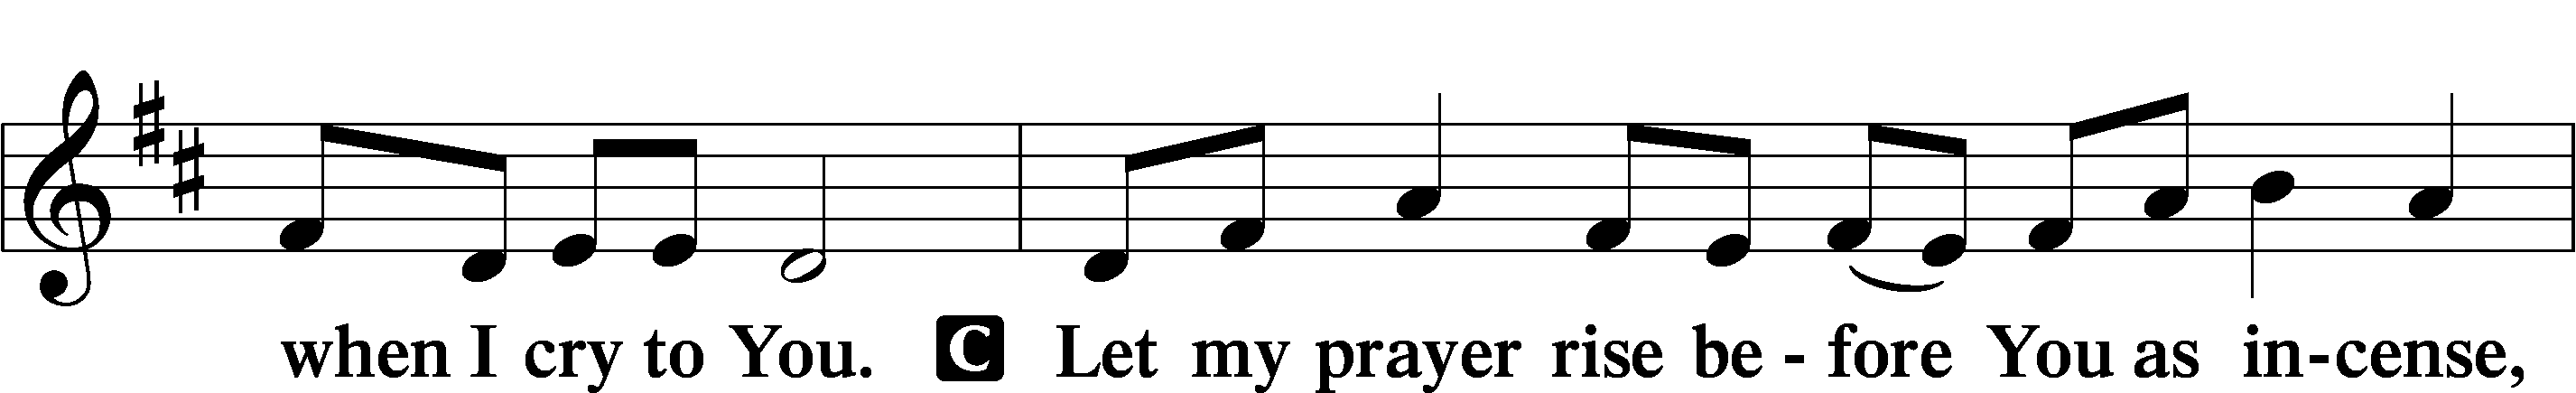 when I cry to You. C Let my prayer rise be - fore You as in-cense,